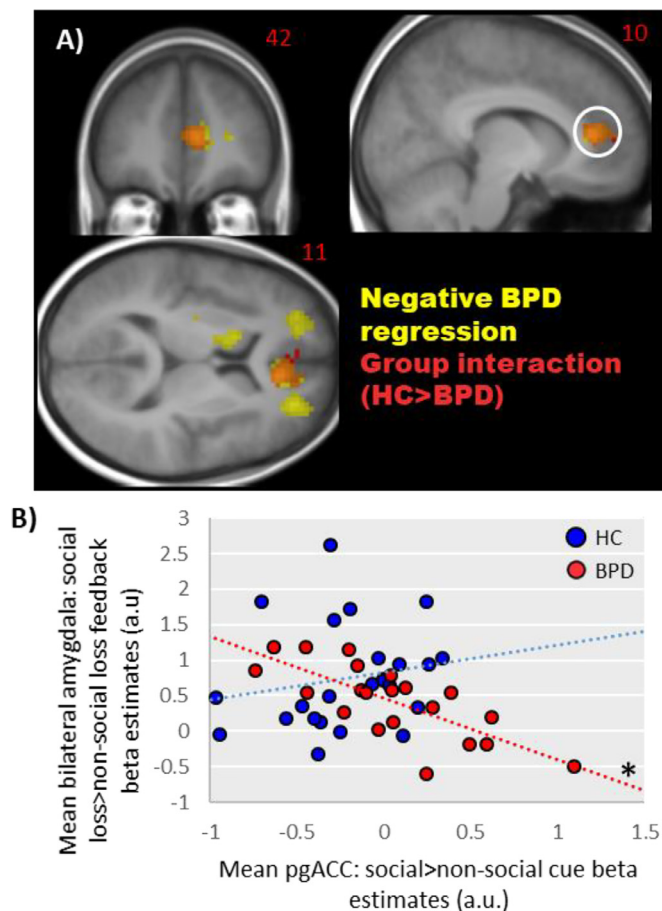 A)
42
10
11
Negative BPD
regression
Group interaction
(HC>BPD)
B)
Mean bilateral amygdala: social
loss>non-social loss feedback
beta estimates (a.u)
3
2.5
2
1.5
1
0.5
0
-0.5
-1
HC
BPD
*
-1
-0.5
0
0.5
1
1.5
Mean pgACC: social>non-social cue beta
estimates (a.u.)